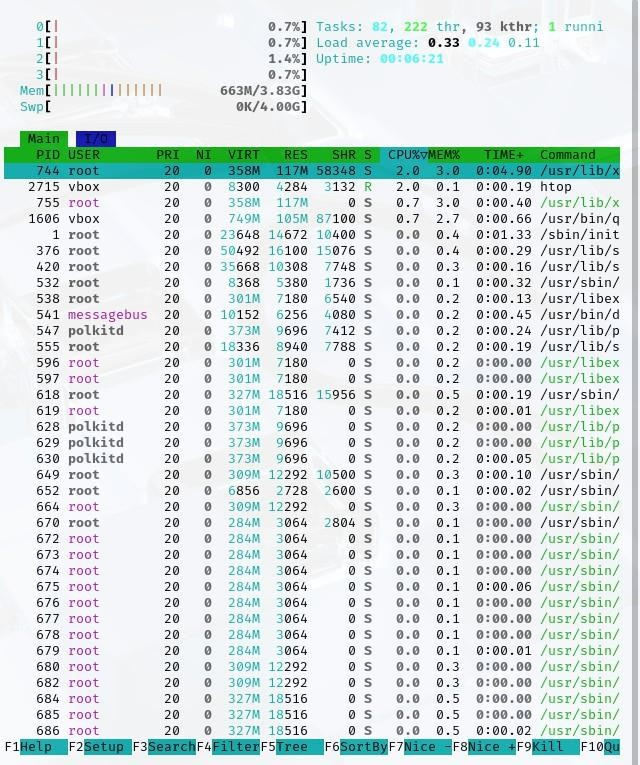 0[| 0.7%] Tasks: 82, 222 thr, 93 kthr; 1 runni
1[| 0.7%] Load average: 0.33 0.24 0.11
2[| 1.4%] Uptime: 00:06:21
3[| 0.7%]
Mem[|||||||||||||| 663M/3.83G]
Swp[ 0K/4.00G]
Main I/O
PID USER PRI NI VIRT RES SHR S CPU%▽MEM% TIME+ Command
744 root 20 0 358M 117M 58348 S 2.0 3.0 0:04.90 /usr/lib/x
2715 vbox 20 0 8300 4284 3132 R 2.0 0.1 0:00.19 htop
755 root 20 0 358M 117M 0 S 0.7 3.0 0:00.40 /usr/lib/x
1606 vbox 20 0 749M 105M 87100 S 0.7 2.7 0:00.66 /usr/bin/q
1 root 20 0 23648 14672 10400 S 0.0 0.4 0:01.33 /sbin/init
376 root 20 0 50492 16100 15076 S 0.0 0.4 0:00.29 /usr/lib/s
420 root 20 0 35668 10308 7748 S 0.0 0.3 0:00.16 /usr/lib/s
532 root 20 0 8368 5380 1736 S 0.0 0.1 0:00.32 /usr/sbin/
538 root 20 0 301M 7180 6540 S 0.0 0.2 0:00.13 /usr/libex
541 messagebus 20 0 10152 6256 4080 S 0.0 0.2 0:00.45 /usr/bin/d
547 polkitd 20 0 373M 9696 7412 S 0.0 0.2 0:00.24 /usr/lib/p
555 root 20 0 18336 8940 7788 S 0.0 0.2 0:00.19 /usr/lib/s
596 root 20 0 301M 7180 0 S 0.0 0.2 0:00.00 /usr/libex
597 root 20 0 301M 7180 0 S 0.0 0.2 0:00.00 /usr/libex
618 root 20 0 327M 18516 15956 S 0.0 0.5 0:00.19 /usr/sbin/
619 root 20 0 301M 7180 0 S 0.0 0.2 0:00.01 /usr/libex
628 polkitd 20 0 373M 9696 0 S 0.0 0.2 0:00.00 /usr/lib/p
629 polkitd 20 0 373M 9696 0 S 0.0 0.2 0:00.00 /usr/lib/p
630 polkitd 20 0 373M 9696 0 S 0.0 0.2 0:00.05 /usr/lib/p
649 root 20 0 309M 12292 10500 S 0.0 0.3 0:00.10 /usr/sbin/
652 root 20 0 6856 2728 2600 S 0.0 0.1 0:00.02 /usr/sbin/
664 root 20 0 309M 12292 0 S 0.0 0.3 0:00.00 /usr/sbin/
670 root 20 0 284M 3064 2804 S 0.0 0.1 0:00.00 /usr/sbin/
672 root 20 0 284M 3064 0 S 0.0 0.1 0:00.00 /usr/sbin/
673 root 20 0 284M 3064 0 S 0.0 0.1 0:00.00 /usr/sbin/
674 root 20 0 284M 3064 0 S 0.0 0.1 0:00.00 /usr/sbin/
675 root 20 0 284M 3064 0 S 0.0 0.1 0:00.06 /usr/sbin/
676 root 20 0 284M 3064 0 S 0.0 0.1 0:00.00 /usr/sbin/
677 root 20 0 284M 3064 0 S 0.0 0.1 0:00.00 /usr/sbin/
678 root 20 0 284M 3064 0 S 0.0 0.1 0:00.00 /usr/sbin/
679 root 20 0 284M 3064 0 S 0.0 0.1 0:00.01 /usr/sbin/
680 root 20 0 309M 12292 0 S 0.0 0.3 0:00.00 /usr/sbin/
682 root 20 0 309M 12292 0 S 0.0 0.3 0:00.00 /usr/sbin/
684 root 20 0 327M 18516 0 S 0.0 0.5 0:00.00 /usr/sbin/
685 root 20 0 327M 18516 0 S 0.0 0.5 0:00.00 /usr/sbin/
686 root 20 0 327M 18516 0 S 0.0 0.5 0:00.02 /usr/sbin/
F1Help F2Setup F3SearchF4FilterF5Tree F6SortByF7Nice -F8Nice +F9Kill F10Qu